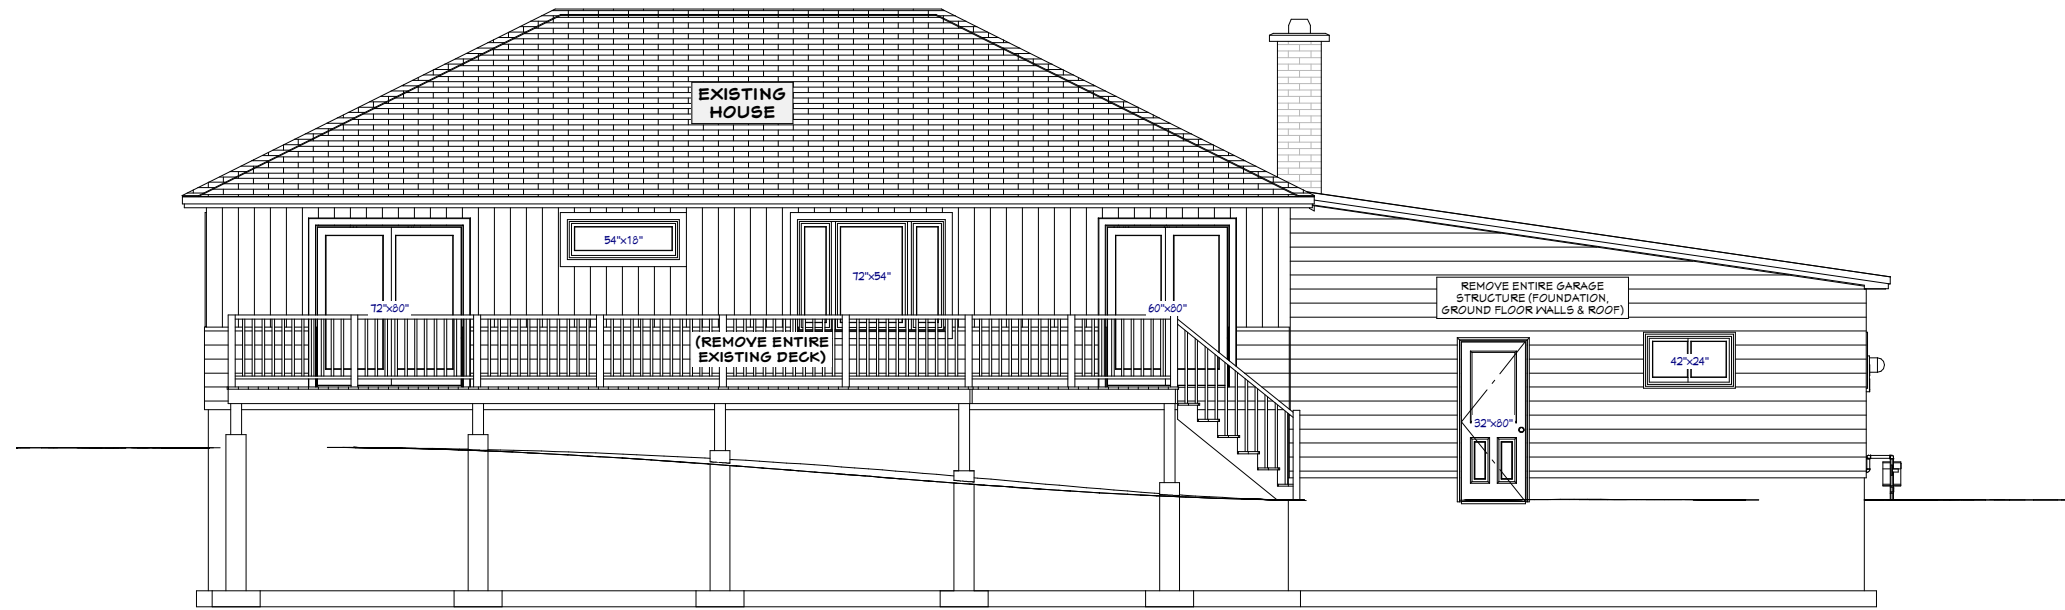 EXISTING
HOUSE
54"x18"
72"x54"
72"x80"
60"x80"
(REMOVE ENTIRE
EXISTING DECK)
REMOVE ENTIRE GARAGE
STRUCTURE (FOUNDATION,
GROUND FLOOR WALLS & ROOF)
42"x24"
32"x80"